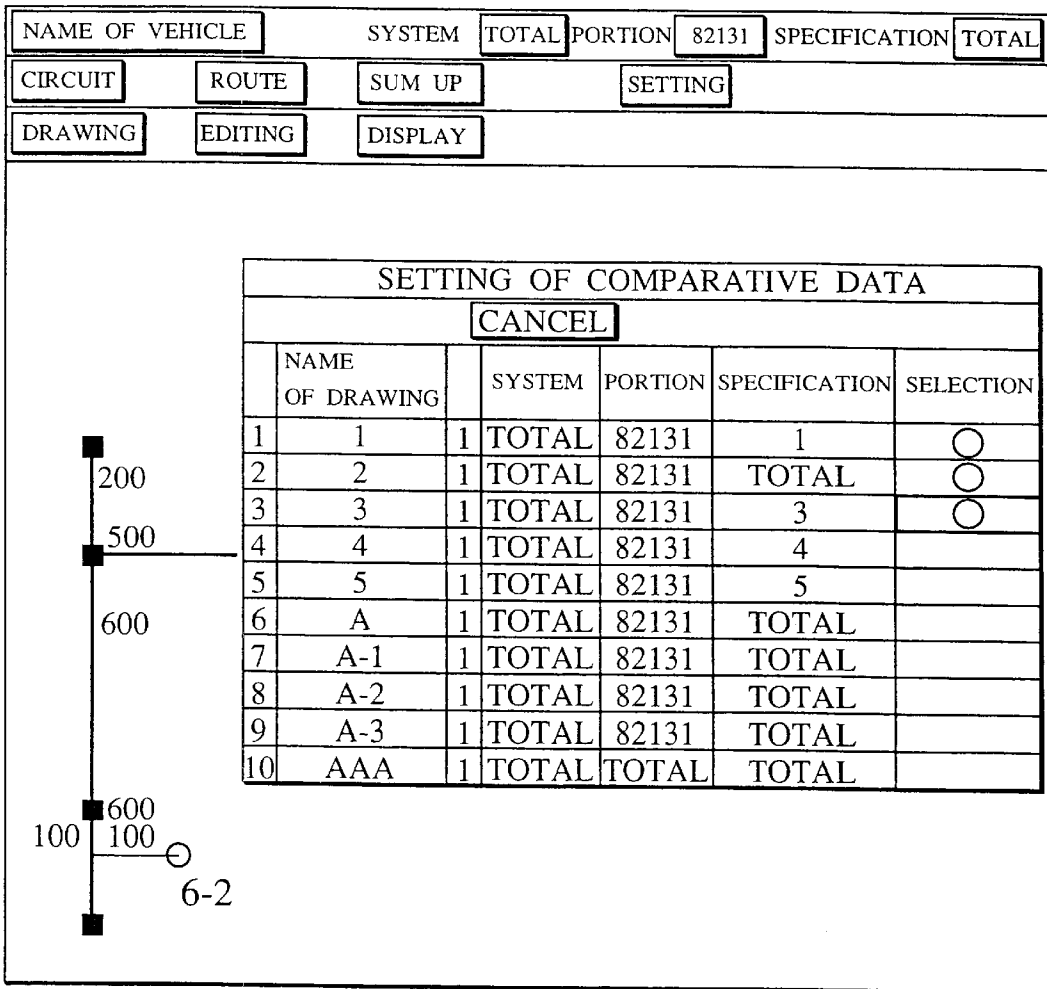 NAME OF VEHICLE SYSTEM TOTAL PORTION 82131 SPECIFICATION TOTAL
CIRCUIT ROUTE SUM UP SETTING
DRAWING EDITING DISPLAY
SETTING OF COMPARATIVE DATA
CANCEL
NAME OF DRAWING SYSTEM PORTION SPECIFICATION SELECTION
1 1 1 TOTAL 82131 1 ○
2 2 1 TOTAL 82131 TOTAL ○
3 3 1 TOTAL 82131 3 ○
4 4 1 TOTAL 82131 4
5 5 1 TOTAL 82131 5
6 A 1 TOTAL 82131 TOTAL
7 A-1 1 TOTAL 82131 TOTAL
8 A-2 1 TOTAL 82131 TOTAL
9 A-3 1 TOTAL 82131 TOTAL
10 AAA 1 TOTAL TOTAL TOTAL
200
500
600
600
100 100
6-2